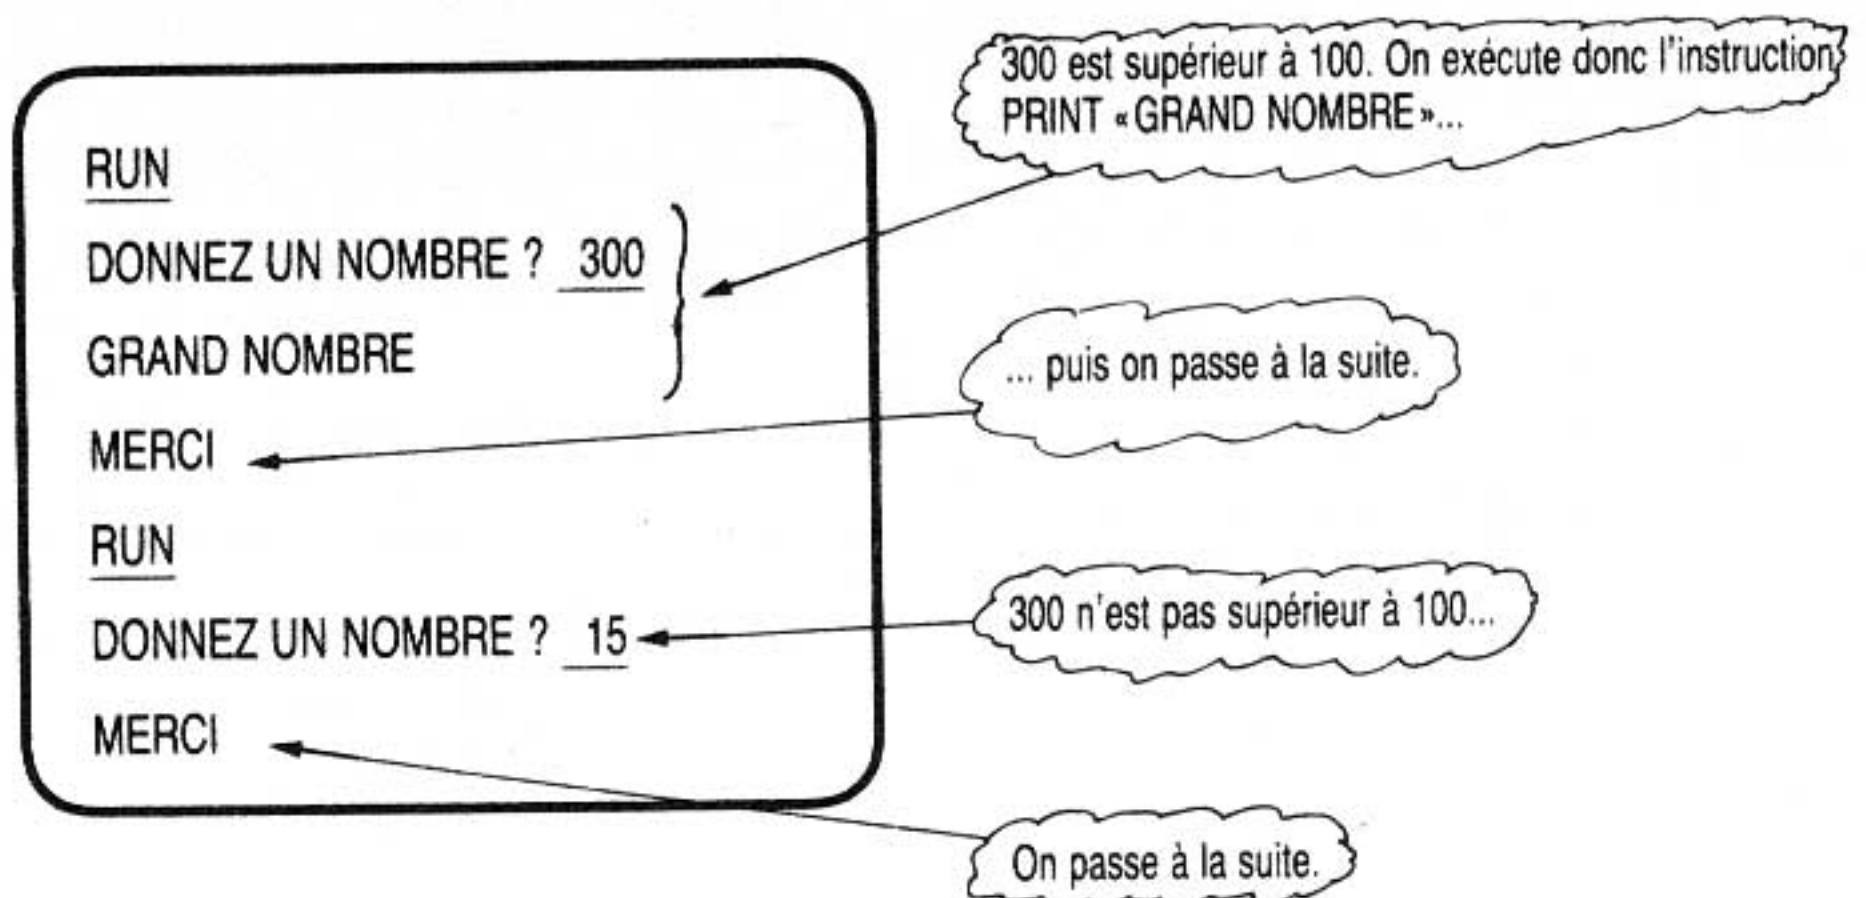 300 est supérieur à 100. On exécute donc l'instruction
PRINT «GRAND NOMBRE»...
RUN
DONNEZ UN NOMBRE ? 300
GRAND NOMBRE
... puis on passe à la suite.
MERCI
RUN
300 n'est pas supérieur à 100...
DONNEZ UN NOMBRE ? 15
MERCI
On passe à la suite.